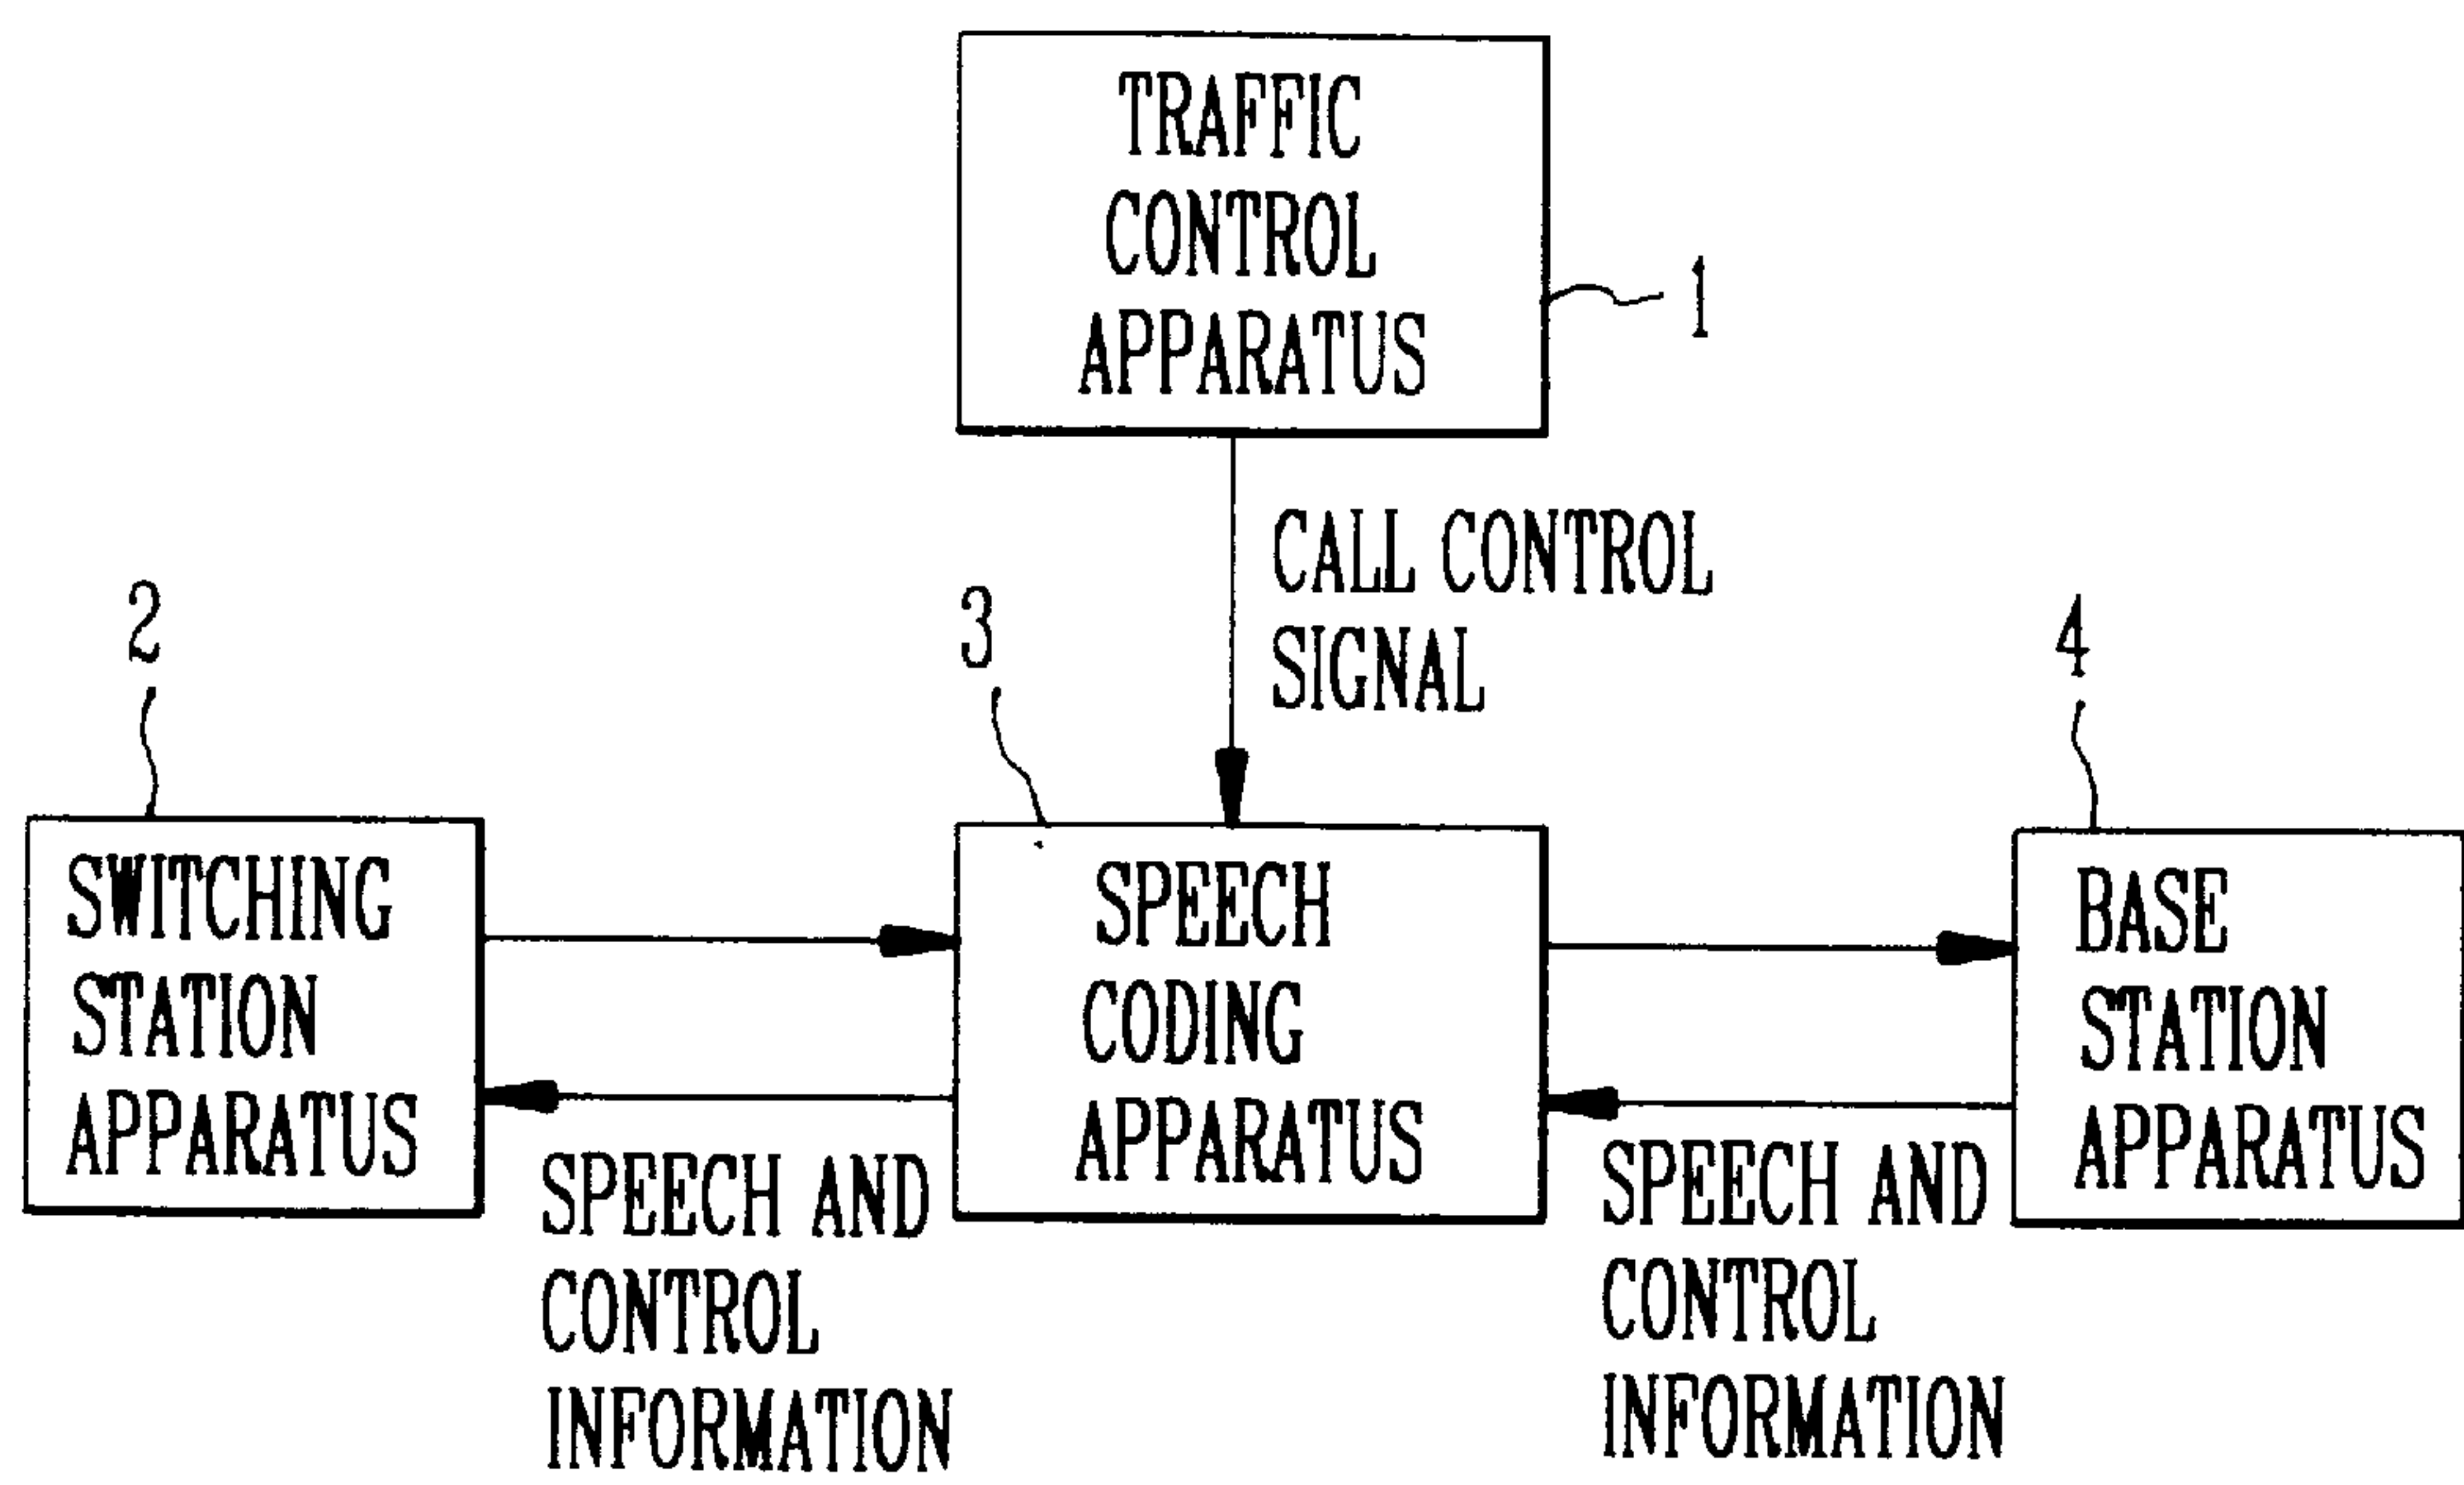 TRAFFIC
CONTROL
APPARATUS
1
CALL CONTROL
SIGNAL
2
3
4
SWITCHING
STATION
APPARATUS
SPEECH
CODING
APPARATUS
BASE
STATION
APPARATUS
SPEECH AND
CONTROL
INFORMATION
SPEECH AND
CONTROL
INFORMATION